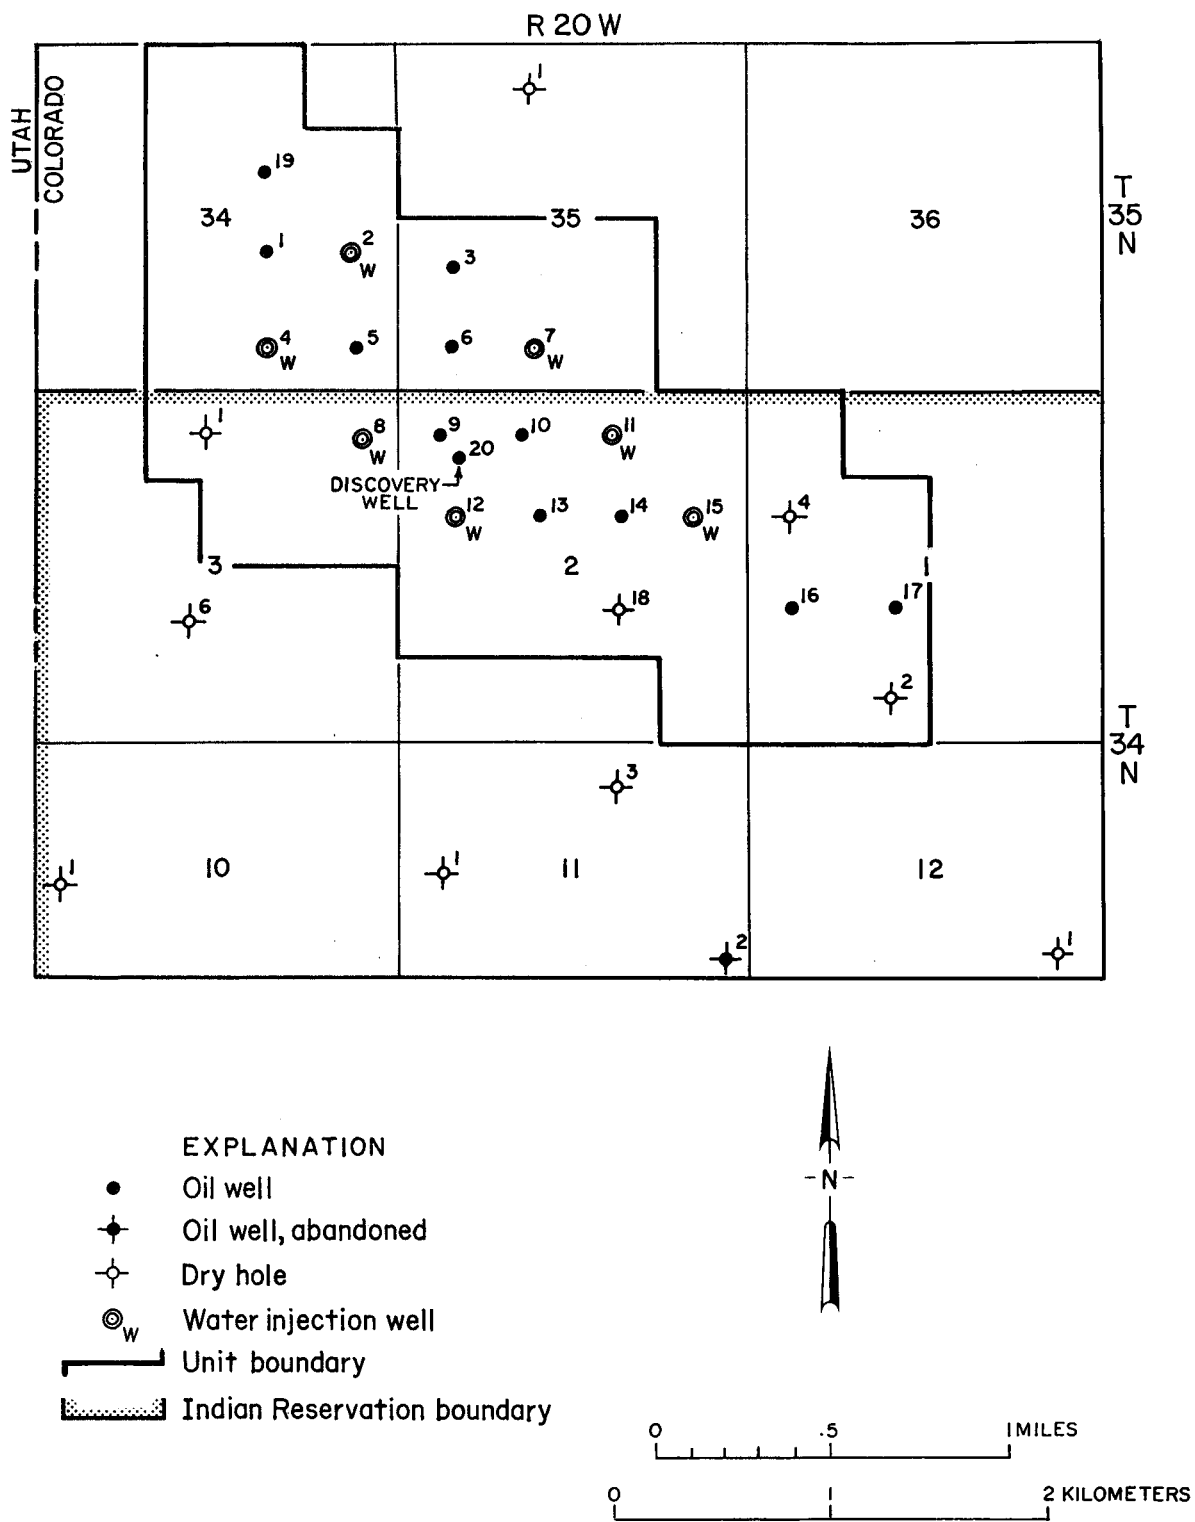 R 20 W
UTAH
COLORADO
1
19
34
35
36
T
35
N
1
2
W
3
4
W
5
6
7
W
1
8
W
9
10
11
W
20
DISCOVERY
WELL
12
W
13
14
15
W
4
3
2
1
16
17
6
18
2
T
34
N
3
1
10
1
11
12
2
1
N
EXPLANATION
Oil well
Oil well, abandoned
Dry hole
W
Water injection well
Unit boundary
Indian Reservation boundary
0 .5 1 MILES
0 1 2 KILOMETERS